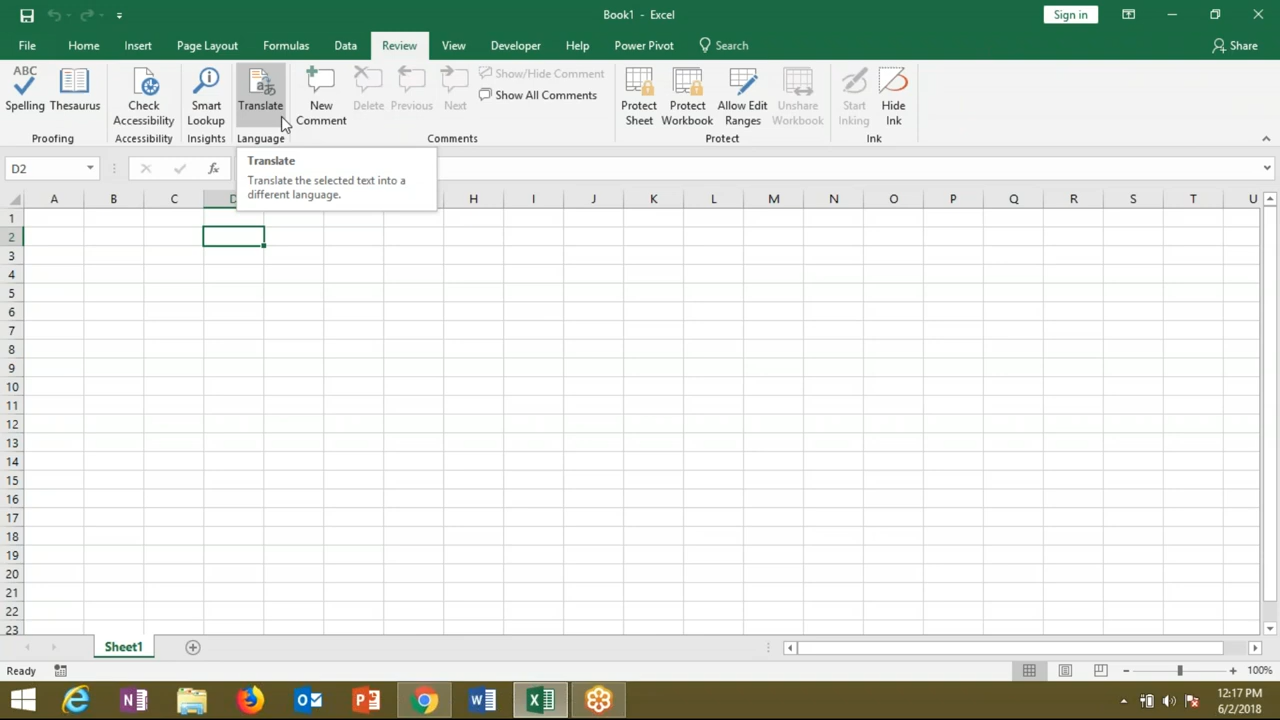 Book1 - Excel
Sign in
File Home Insert Page Layout Formulas Data Review View Developer Help Power Pivot Search Share
ABC
Spelling Thesaurus Check Accessibility Smart Lookup Translate New Comment Delete Previous Next Show/Hide Comment
Show All Comments
Protect Sheet Protect Workbook Allow Edit Ranges Unshare Workbook Start Inking Hide Ink
Proofing Accessibility Insights Language Comments Protect Ink
D2 fx
Translate
Translate the selected text into a
different language.
A B C D H I J K L M N O P Q R S T U
1
2
3
4
5
6
7
8
9
10
11
12
13
14
15
16
17
18
19
20
21
22
23
Sheet1
Ready 100%
12:17 PM
6/2/2018